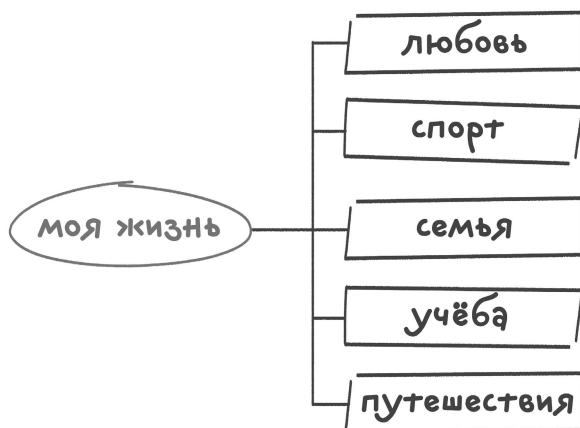 любовь
спорт
моя жизнь
семья
учёба
путешествия